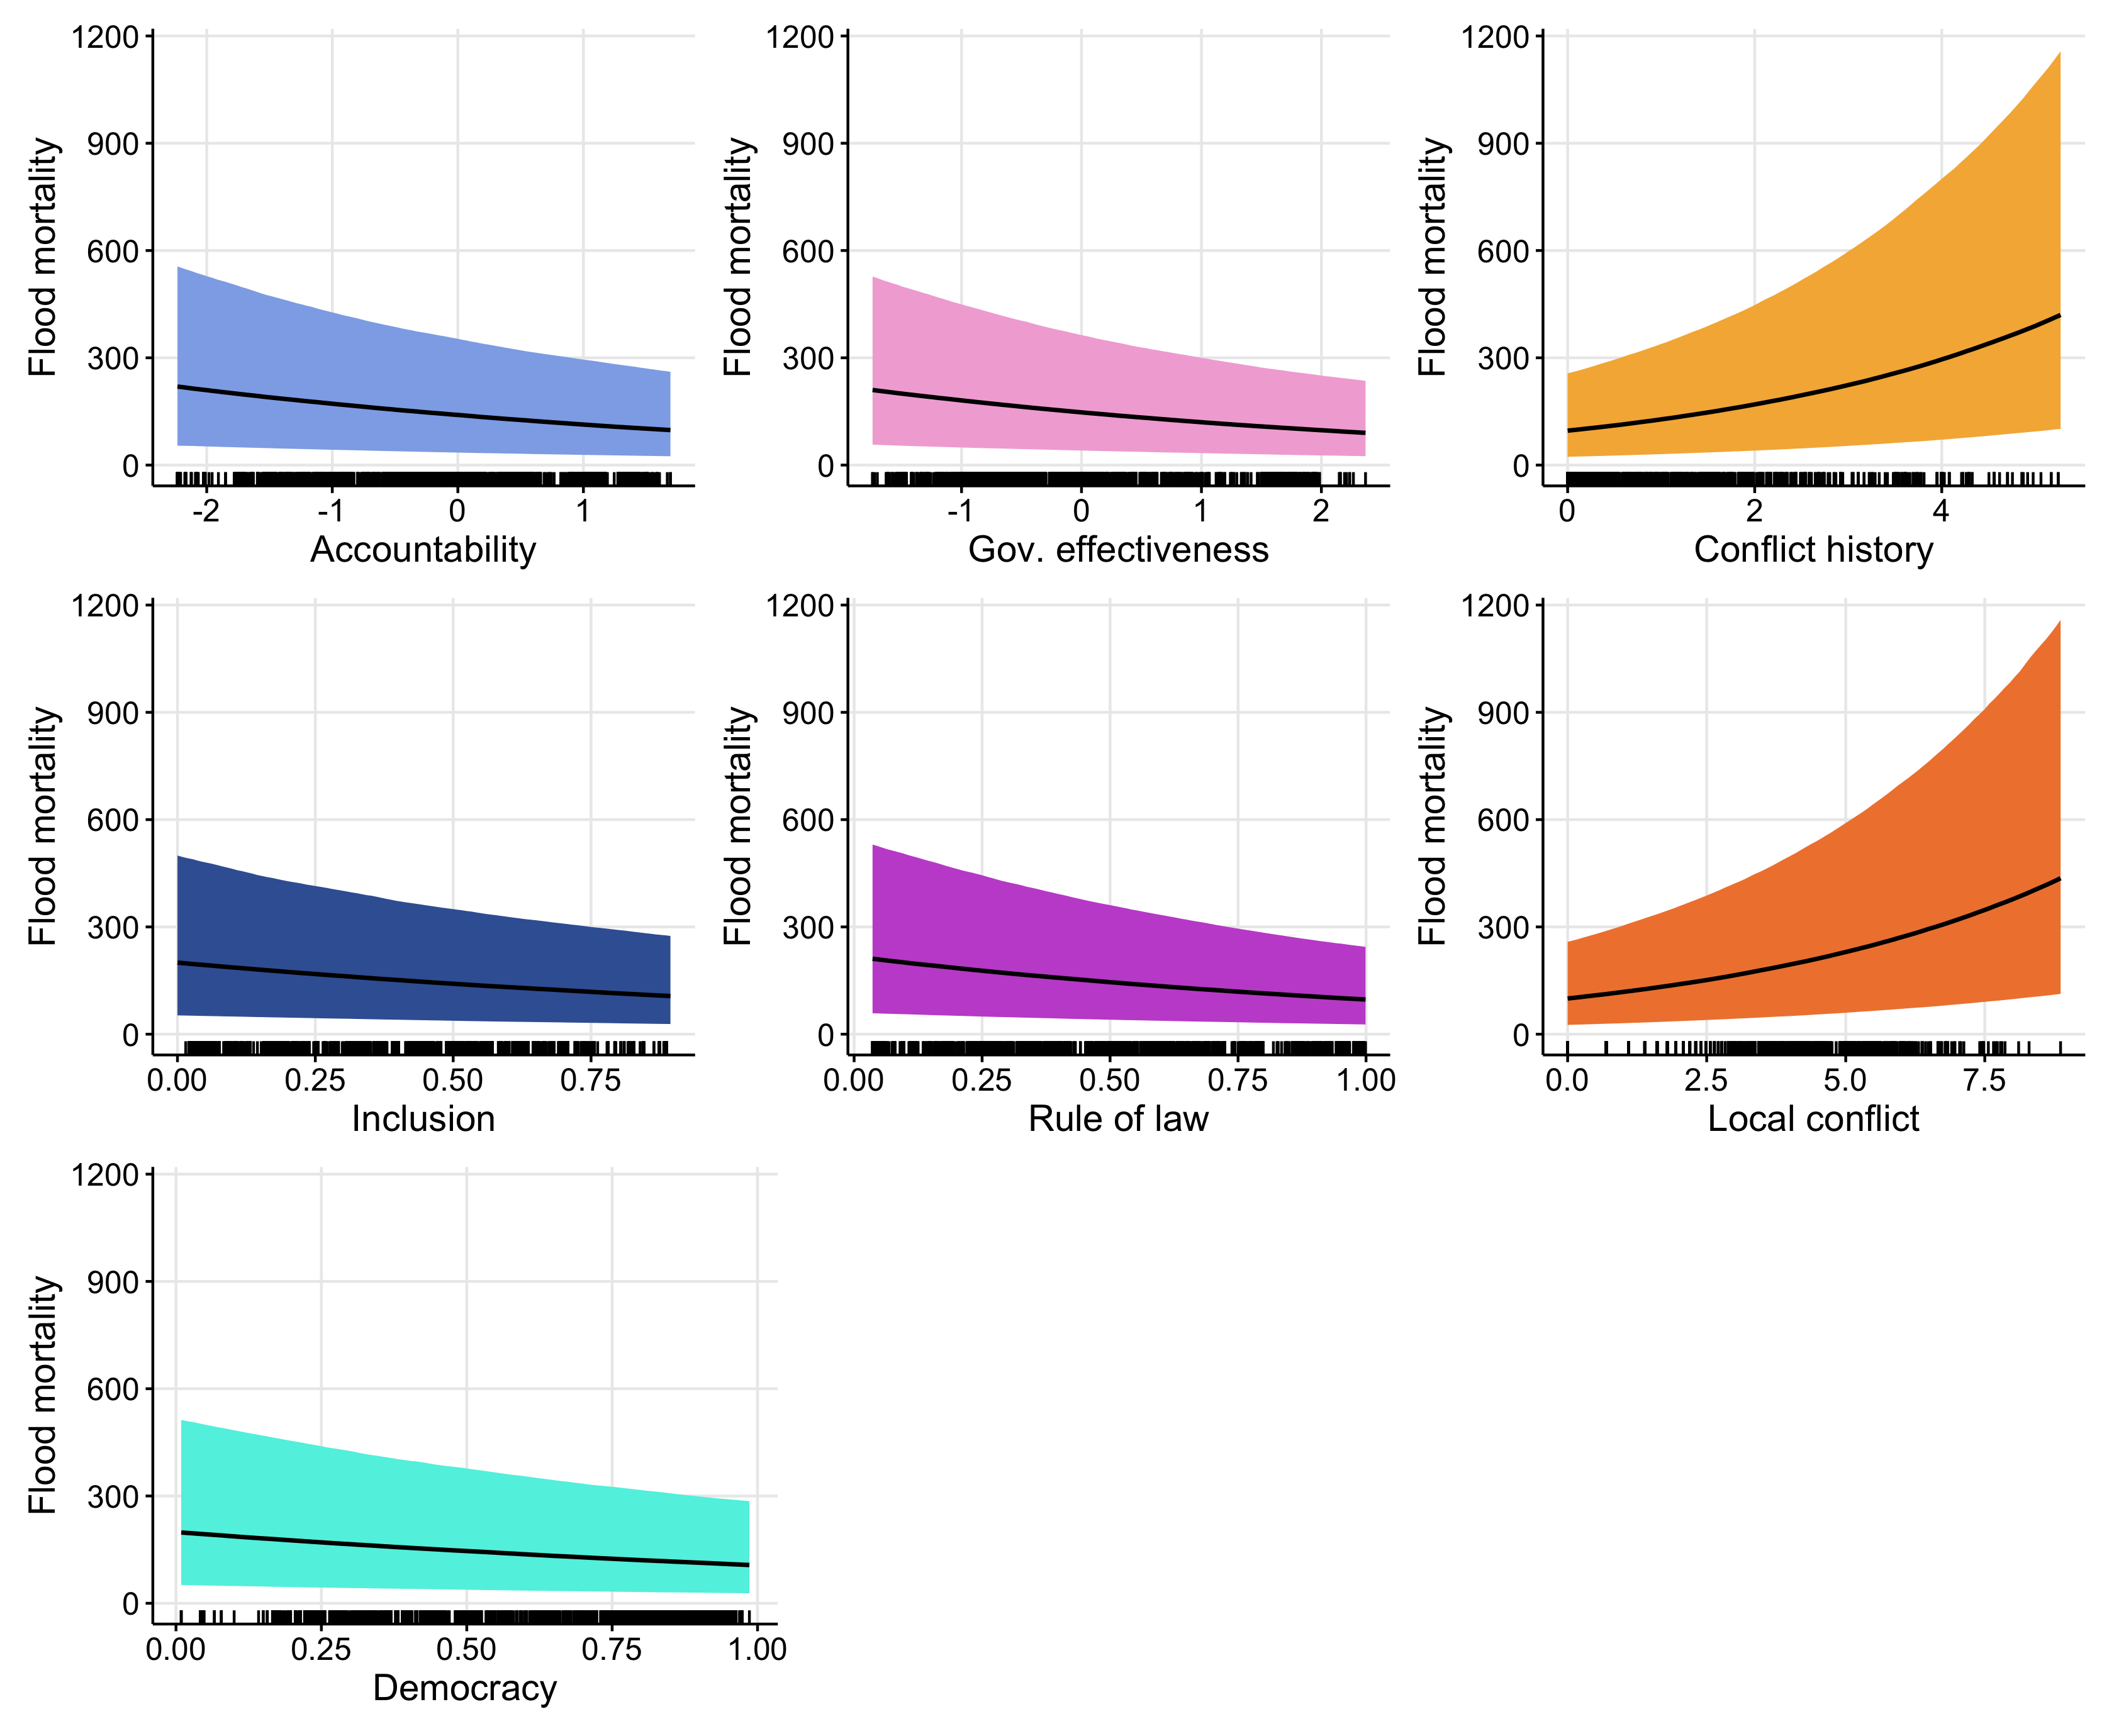 1200
900
600
300
0
Flood mortality
-2 -1 0 1
Accountability
1200
900
600
300
0
Flood mortality
-1 0 1 2
Gov. effectiveness
1200
900
600
300
0
Flood mortality
0 2 4
Conflict history
1200
900
600
300
0
Flood mortality
0.00 0.25 0.50 0.75
Inclusion
1200
900
600
300
0
Flood mortality
0.00 0.25 0.50 0.75 1.00
Rule of law
1200
900
600
300
0
Flood mortality
0.0 2.5 5.0 7.5
Local conflict
1200
900
600
300
0
Flood mortality
0.00 0.25 0.50 0.75 1.00
Democracy